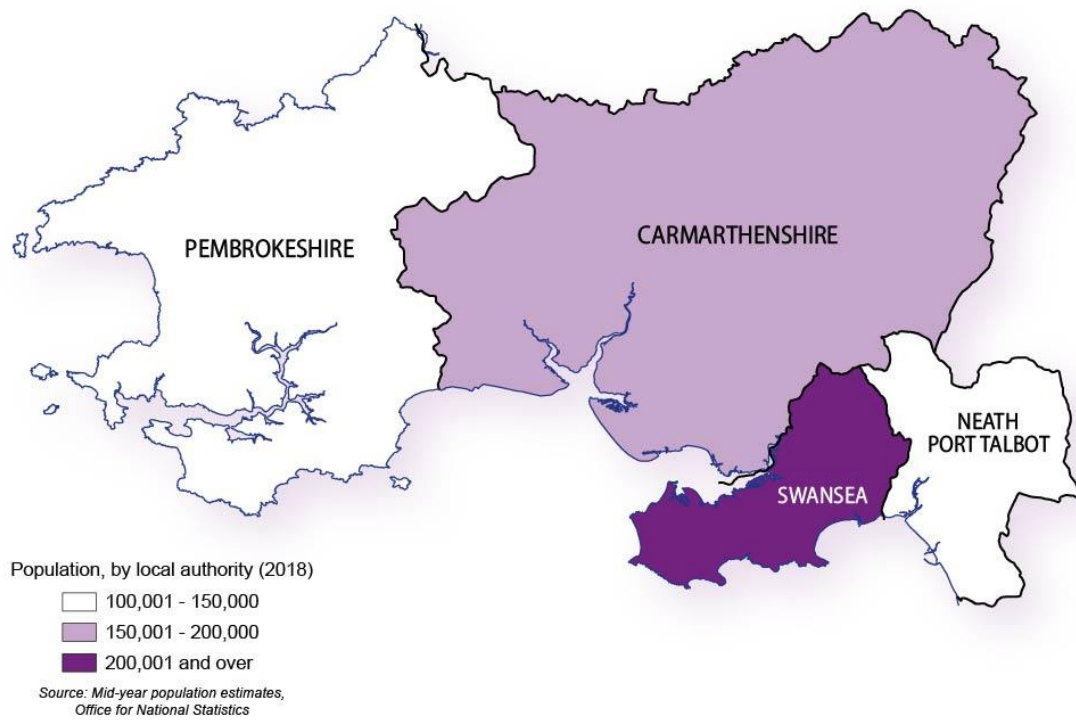 PEMBROKESHIRE
CARMARTHENSHIRE
NEATH
PORT TALBOT
SWANSEA
Population, by local authority (2018)
100,001 - 150,000
150,001 - 200,000
200,001 and over
Source: Mid-year population estimates,
Office for National Statistics